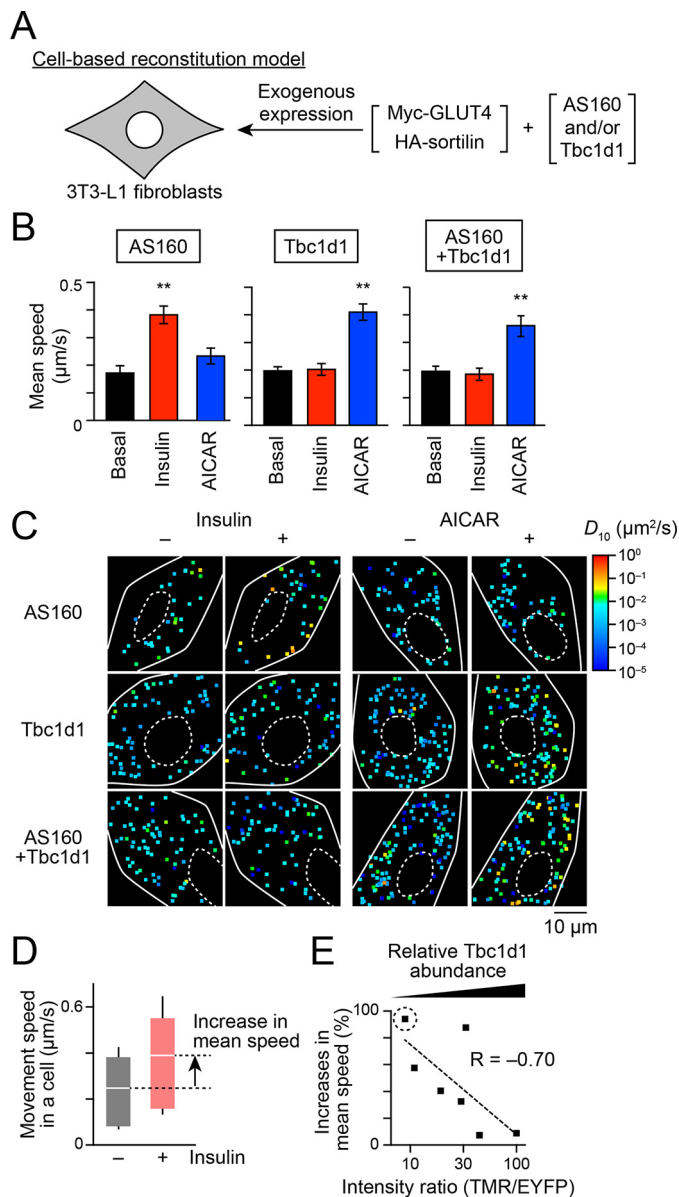 A
Cell-based reconstitution model
Exogenous
expression
Myc-GLUT4
HA-sortilin
+
AS160
and/or
Tbc1d1
3T3-L1 fibroblasts
B
AS160
Tbc1d1
AS160
+Tbc1d1
Mean speed
(µm/s)
0.5
0
**
**
**
Basal
Insulin
AICAR
Basal
Insulin
AICAR
Basal
Insulin
AICAR
C
Insulin
AICAR
– + – +
D10 (µm²/s)
10⁰
10⁻¹
10⁻²
10⁻³
10⁻⁴
10⁻⁵
AS160
Tbc1d1
AS160
+Tbc1d1
10 µm
D
Movement speed
in a cell (µm/s)
0.6
0
Increase in
mean speed
– + Insulin
E
Relative Tbc1d1
abundance
Increases in
mean speed (%)
100
0
R = –0.70
10 30 100
Intensity ratio (TMR/EYFP)